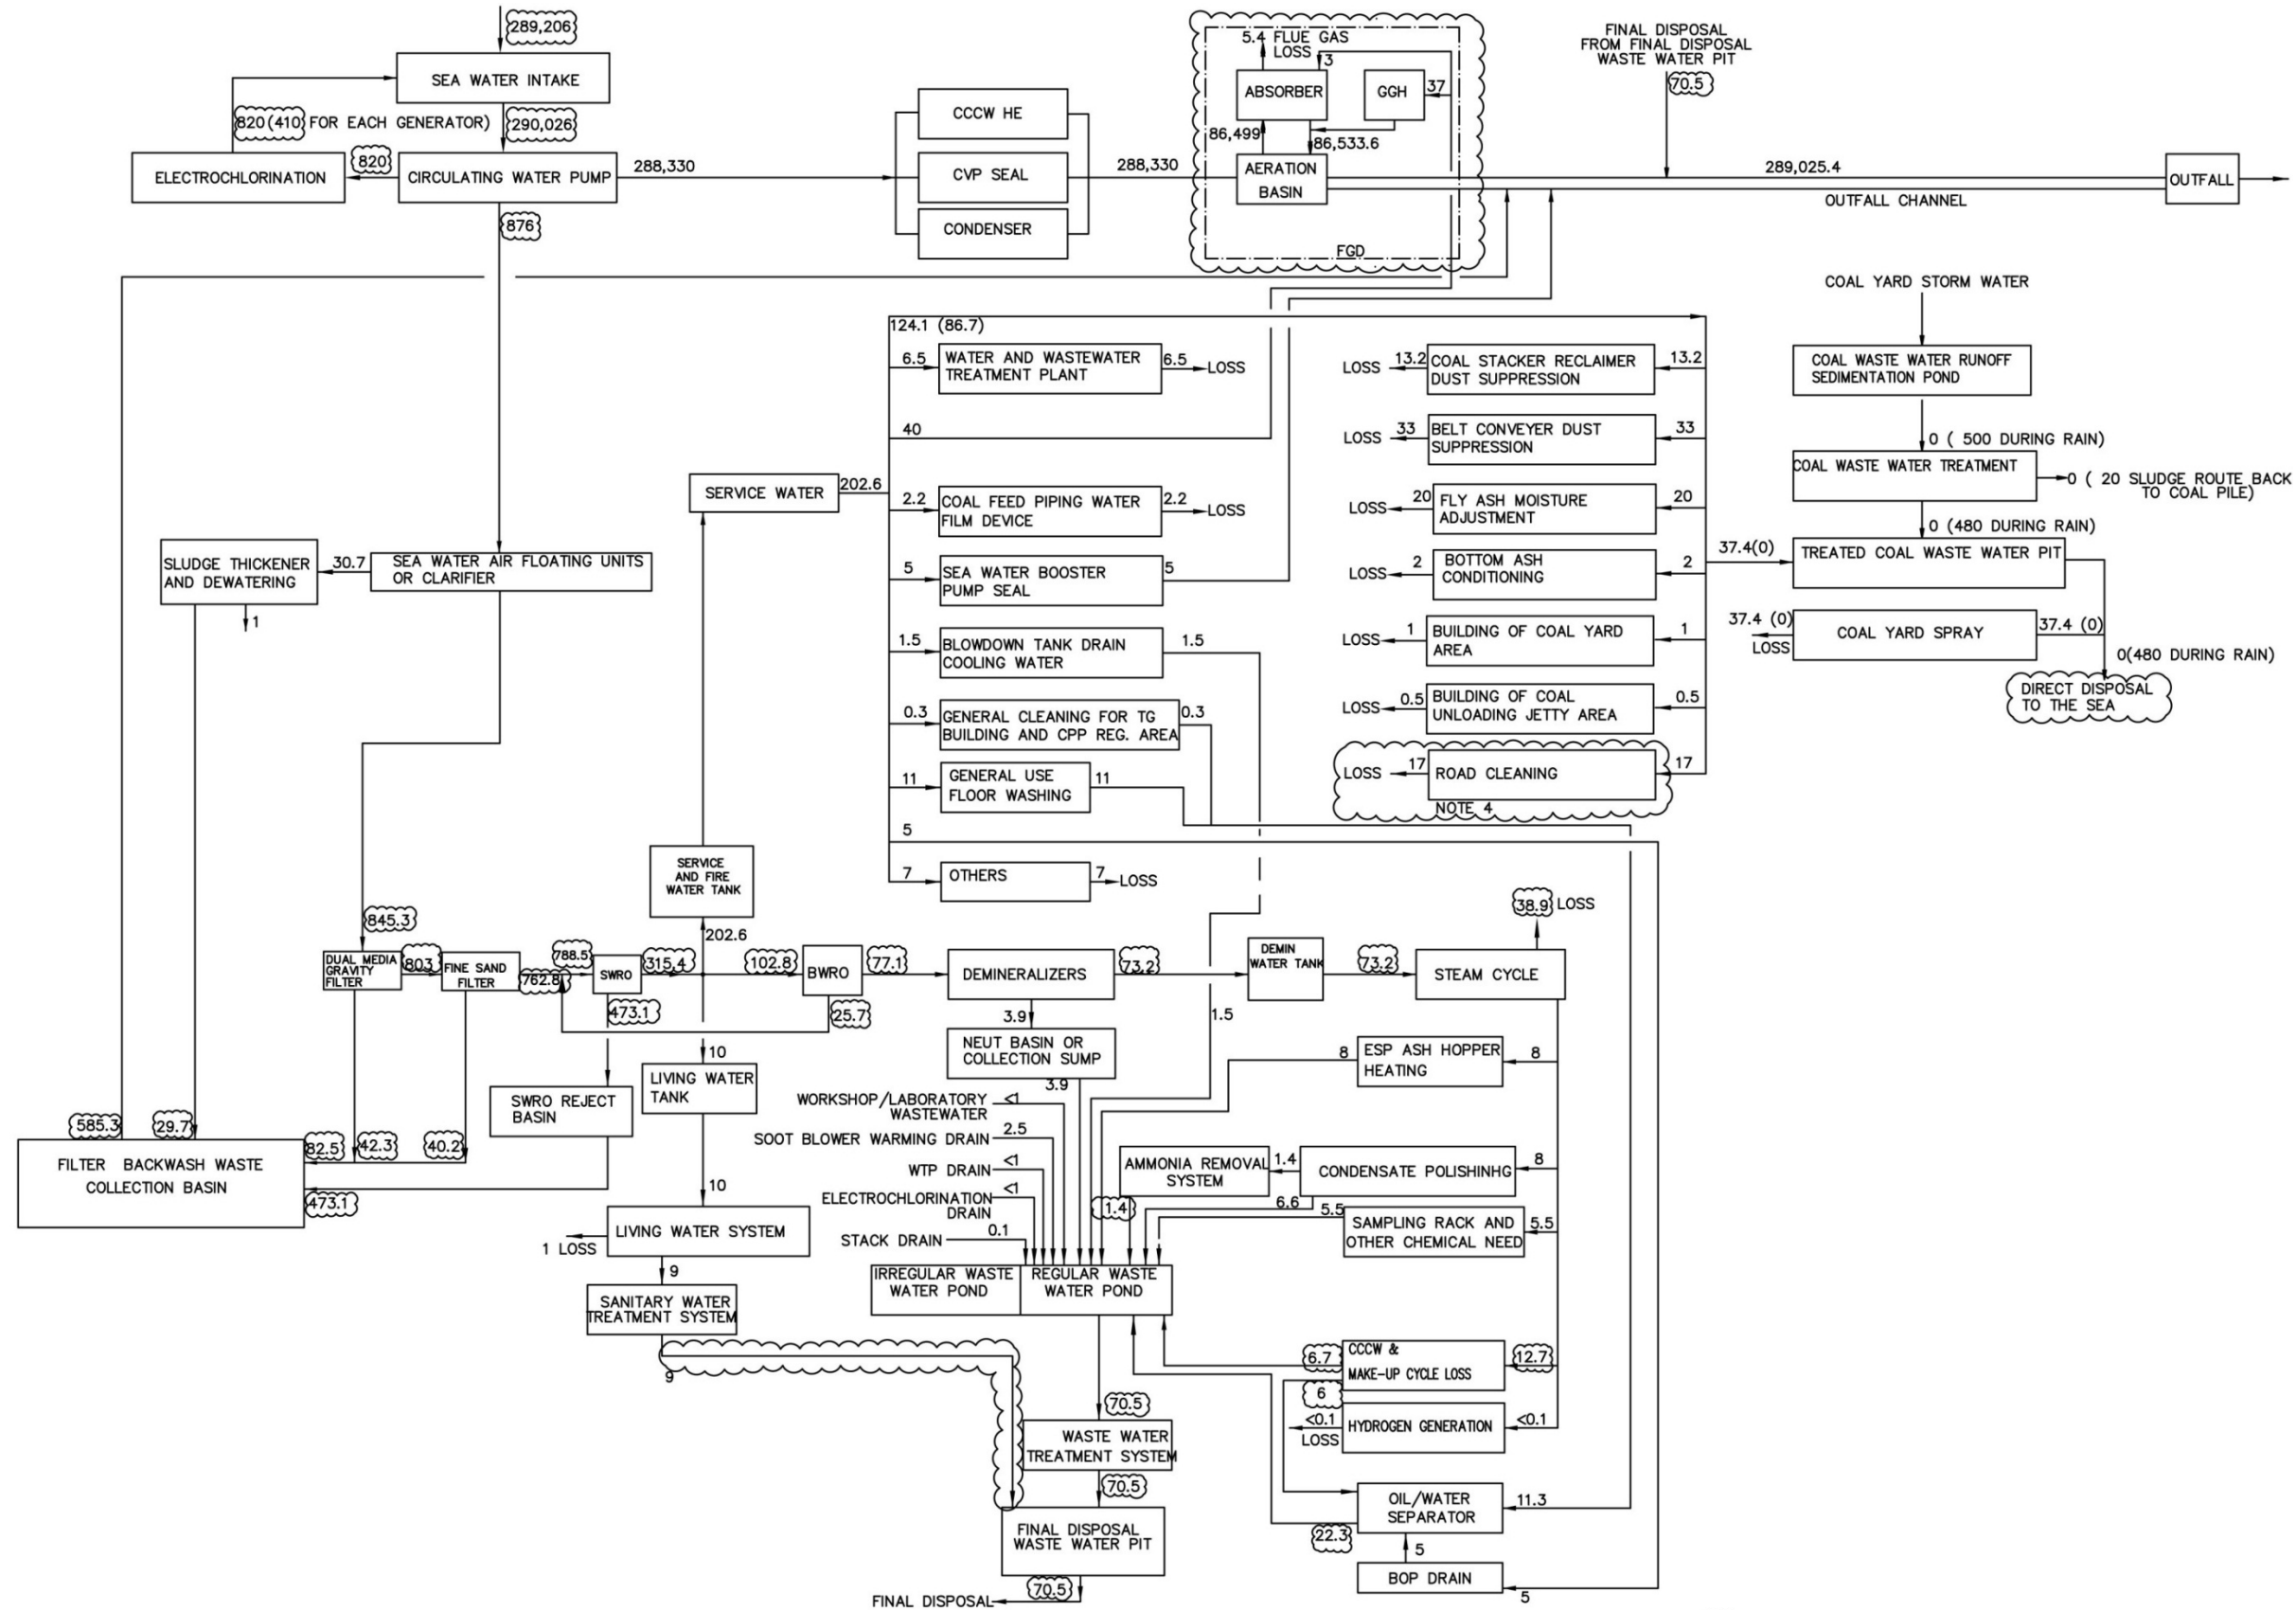 289,206
SEA WATER INTAKE
820(410 FOR EACH GENERATOR)
290,026
ELECTROCHLORINATION
820
CIRCULATING WATER PUMP
288,330
876
CCCW HE
CVP SEAL
CONDENSER
288,330
5.4 FLUE GAS
LOSS
3
ABSORBER
GGH
37
86,499
86,533.6
AERATION
BASIN
FGD
FINAL DISPOSAL
FROM FINAL DISPOSAL
WASTE WATER PIT
70.5
289,025.4
OUTFALL CHANNEL
OUTFALL
124.1 (86.7)
6.5
WATER AND WASTEWATER
TREATMENT PLANT
6.5
LOSS
40
SERVICE WATER
202.6
2.2
COAL FEED PIPING WATER
FILM DEVICE
2.2
LOSS
5
SEA WATER BOOSTER
PUMP SEAL
5
1.5
BLOWDOWN TANK DRAIN
COOLING WATER
1.5
0.3
GENERAL CLEANING FOR TG
BUILDING AND CPP REG. AREA
0.3
11
GENERAL USE
FLOOR WASHING
11
5
7
OTHERS
7
LOSS
LOSS
13.2
COAL STACKER RECLAIMER
DUST SUPPRESSION
13.2
LOSS
33
BELT CONVEYER DUST
SUPPRESSION
33
LOSS
20
FLY ASH MOISTURE
ADJUSTMENT
20
LOSS
2
BOTTOM ASH
CONDITIONING
2
LOSS
1
BUILDING OF COAL YARD
AREA
1
LOSS
0.5
BUILDING OF COAL
UNLOADING JETTY AREA
0.5
LOSS
17
ROAD CLEANING
17
NOTE 4
COAL YARD STORM WATER
COAL WASTE WATER RUNOFF
SEDIMENTATION POND
0 ( 500 DURING RAIN)
COAL WASTE WATER TREATMENT
0 ( 20 SLUDGE ROUTE BACK
TO COAL PILE)
0 (480 DURING RAIN)
37.4(0)
TREATED COAL WASTE WATER PIT
37.4 (0)
LOSS
COAL YARD SPRAY
37.4 (0)
0(480 DURING RAIN)
DIRECT DISPOSAL
TO THE SEA
SLUDGE THICKENER
AND DEWATERING
30.7
SEA WATER AIR FLOATING UNITS
OR CLARIFIER
1
SERVICE
AND FIRE
WATER TANK
202.6
845.3
DUAL MEDIA
GRAVITY
FILTER
803
FINE SAND
FILTER
762.8
788.5
SWRO
315.4
473.1
102.8
BWRO
77.1
25.7
DEMINERALIZERS
73.2
DEMIN
WATER TANK
73.2
STEAM CYCLE
38.9 LOSS
3.9
NEUT BASIN OR
COLLECTION SUMP
3.9
1.5
10
LIVING WATER
TANK
SWRO REJECT
BASIN
10
LIVING WATER SYSTEM
1 LOSS
9
SANITARY WATER
TREATMENT SYSTEM
9
585.3
29.7
82.5
42.3
40.2
FILTER BACKWASH WASTE
COLLECTION BASIN
473.1
WORKSHOP/LABORATORY
WASTEWATER
<1
SOOT BLOWER WARMING DRAIN
2.5
WTP DRAIN
<1
ELECTROCHLORINATION
DRAIN
<1
STACK DRAIN
0.1
8
ESP ASH HOPPER
HEATING
8
AMMONIA REMOVAL
SYSTEM
1.4
CONDENSATE POLISHINHG
8
1.4
6.6
5.5
SAMPLING RACK AND
OTHER CHEMICAL NEED
5.5
IRREGULAR WASTE
WATER POND
REGULAR WASTE
WATER POND
6.7
CCCW &
MAKE-UP CYCLE LOSS
12.7
6
<0.1
LOSS
HYDROGEN GENERATION
<0.1
70.5
WASTE WATER
TREATMENT SYSTEM
70.5
OIL/WATER
SEPARATOR
11.3
22.3
5
BOP DRAIN
5
FINAL DISPOSAL
WASTE WATER PIT
70.5
FINAL DISPOSAL